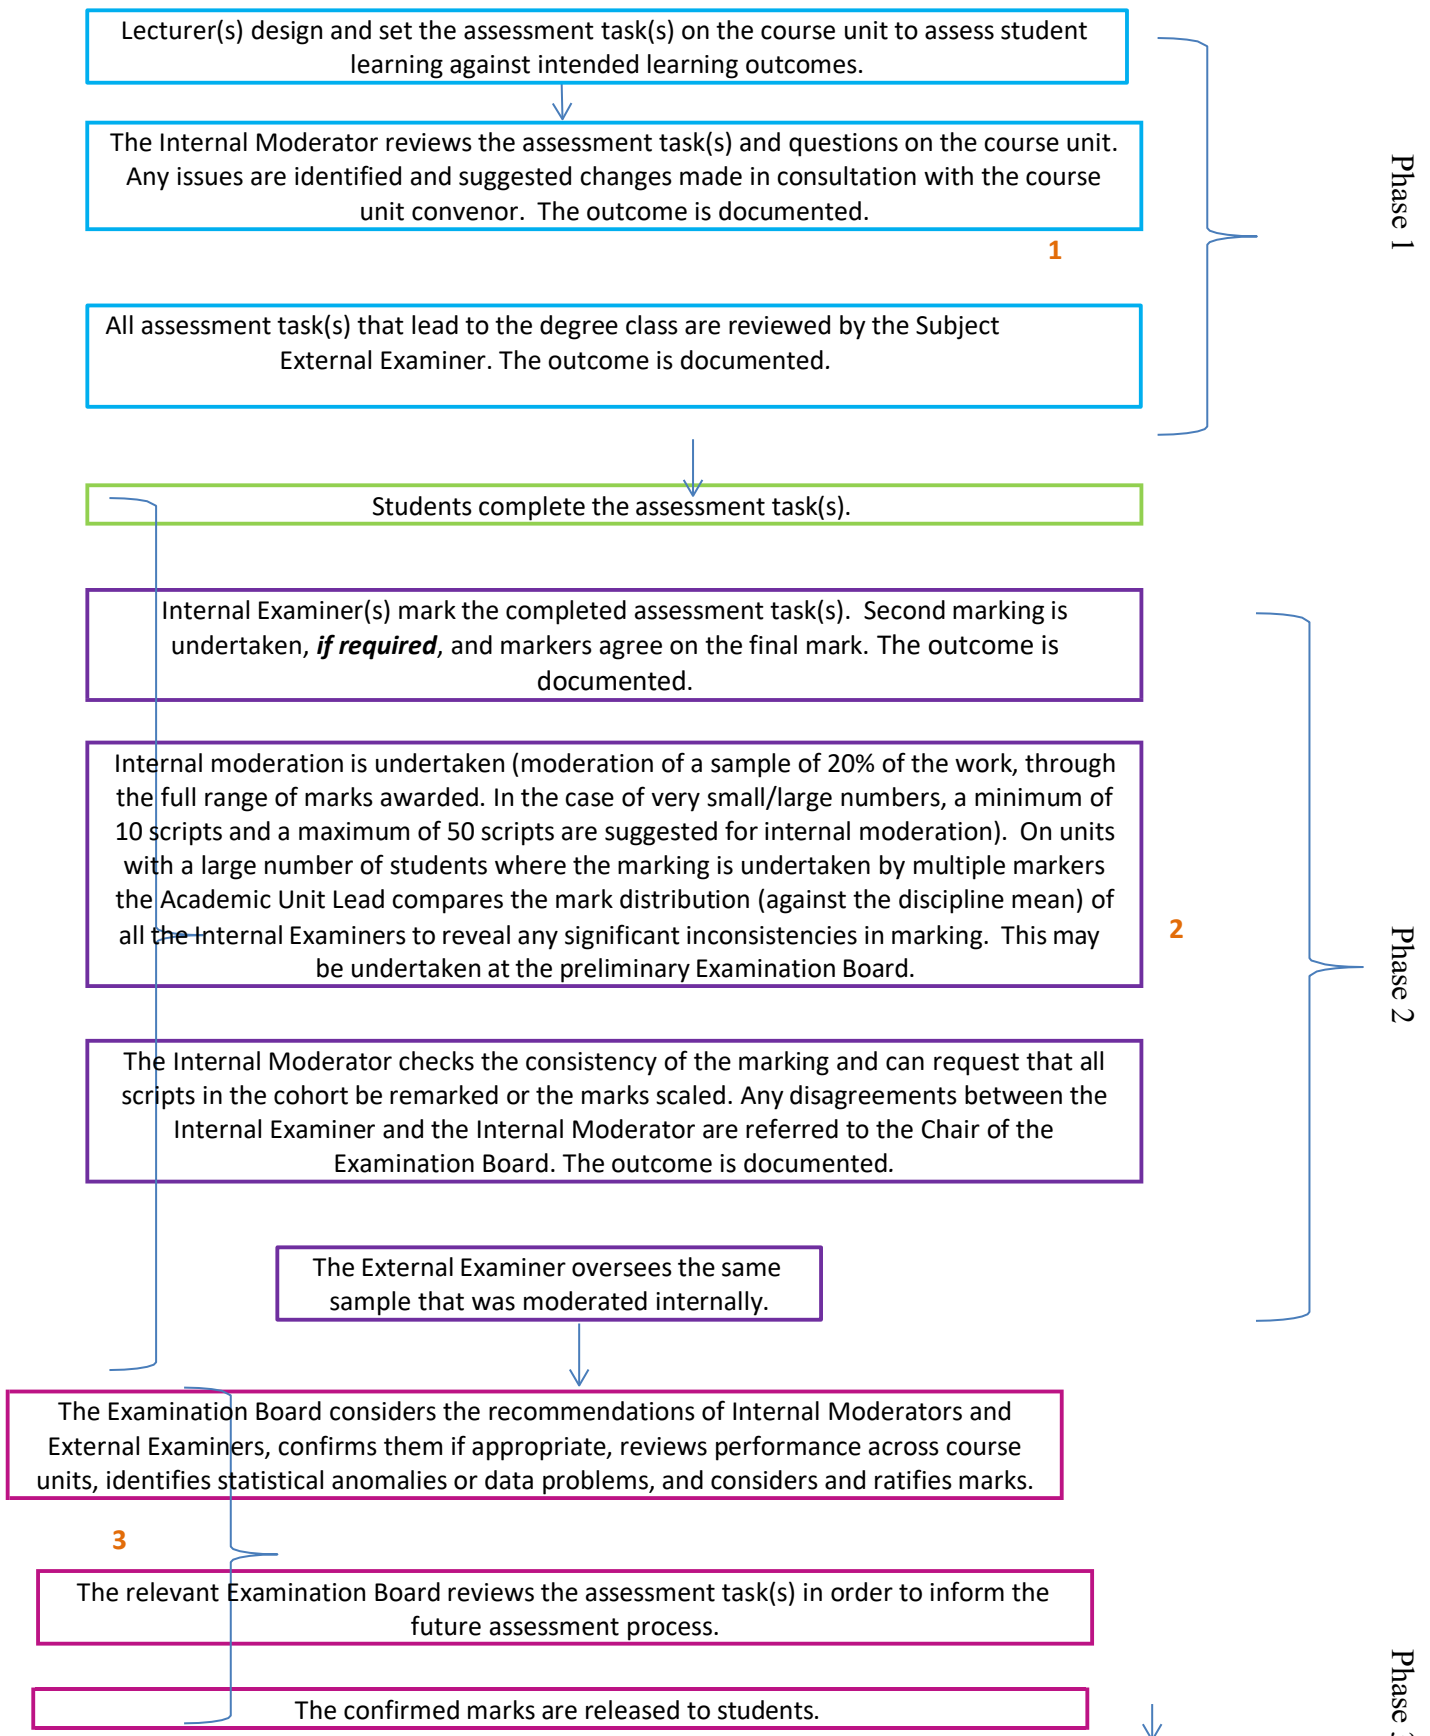 Lecturer(s) design and set the assessment task(s) on the course unit to assess student
learning against intended learning outcomes.
The Internal Moderator reviews the assessment task(s) and questions on the course unit.
Any issues are identified and suggested changes made in consultation with the course
unit convenor. The outcome is documented.
Phase 1
1
All assessment task(s) that lead to the degree class are reviewed by the Subject
External Examiner. The outcome is documented.
Students complete the assessment task(s).
Internal Examiner(s) mark the completed assessment task(s). Second marking is
undertaken, if required, and markers agree on the final mark. The outcome is
documented.
Internal moderation is undertaken (moderation of a sample of 20% of the work, through
the full range of marks awarded. In the case of very small/large numbers, a minimum of
10 scripts and a maximum of 50 scripts are suggested for internal moderation). On units
with a large number of students where the marking is undertaken by multiple markers
the Academic Unit Lead compares the mark distribution (against the discipline mean) of
all the Internal Examiners to reveal any significant inconsistencies in marking. This may
be undertaken at the preliminary Examination Board.
2
Phase 2
The Internal Moderator checks the consistency of the marking and can request that all
scripts in the cohort be remarked or the marks scaled. Any disagreements between the
Internal Examiner and the Internal Moderator are referred to the Chair of the
Examination Board. The outcome is documented.
The External Examiner oversees the same
sample that was moderated internally.
The Examination Board considers the recommendations of Internal Moderators and
External Examiners, confirms them if appropriate, reviews performance across course
units, identifies statistical anomalies or data problems, and considers and ratifies marks.
3
The relevant Examination Board reviews the assessment task(s) in order to inform the
future assessment process.
The confirmed marks are released to students.
Phase